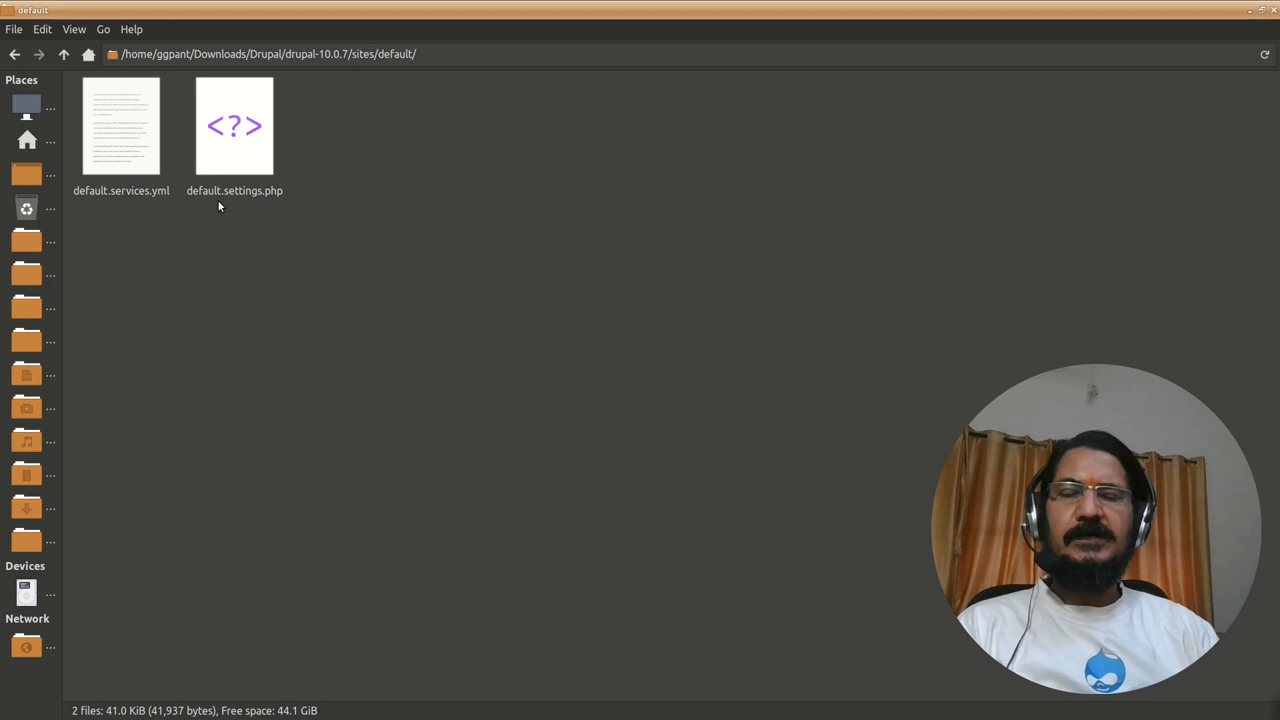 default
File Edit View Go Help
/home/ggpant/Downloads/Drupal/drupal-10.0.7/sites/default/
Places
...
...
...
...
...
...
...
...
...
...
...
...
...
...
Devices
...
Network
...
<?>
default.services.yml default.settings.php
2 files: 41.0 KiB (41,937 bytes), Free space: 44.1 GiB